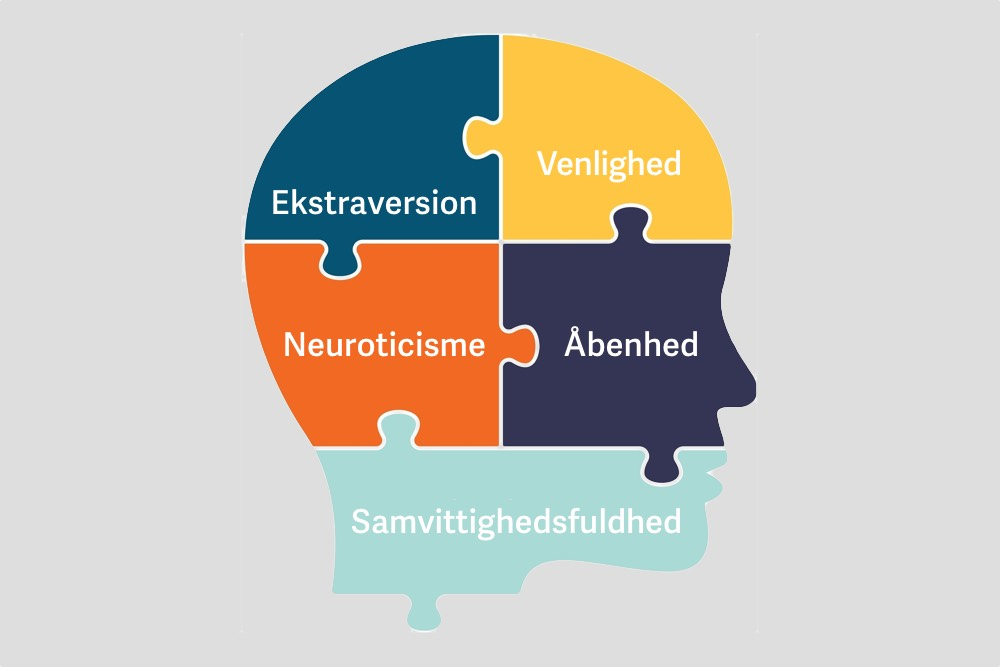 Venlighed
Ekstraversion
Neuroticisme
Åbenhed
Samvittighedsfuldhed